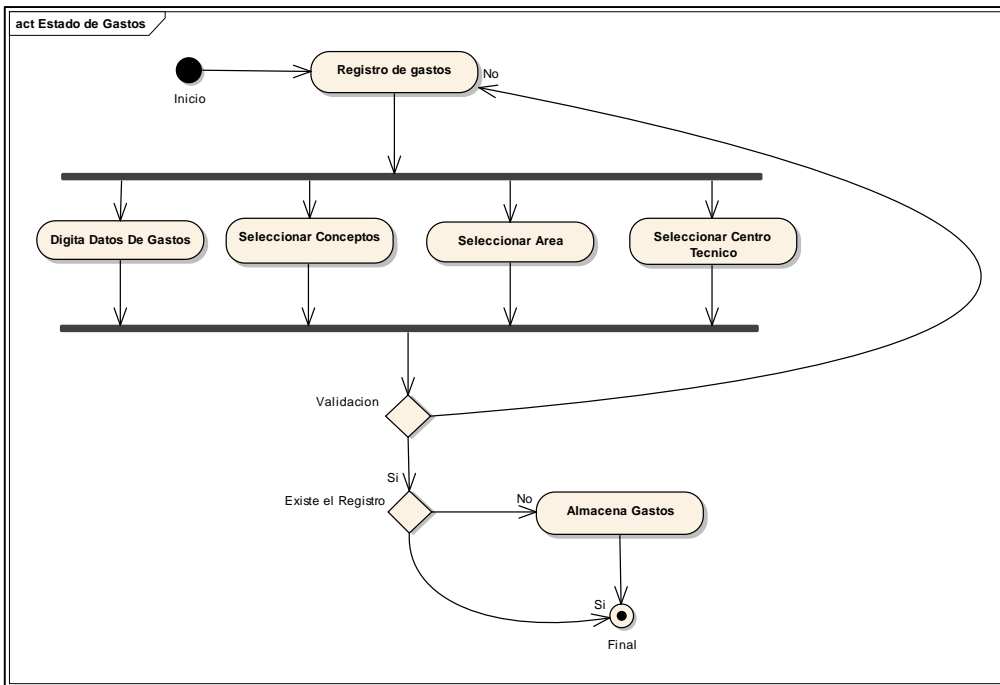 act Estado de Gastos
Registro de gastos
No
Inicio
Digita Datos De Gastos
Seleccionar Conceptos
Seleccionar Area
Seleccionar Centro
Tecnico
Validacion
Si
Existe el Registro
No
Almacena Gastos
Si
Final